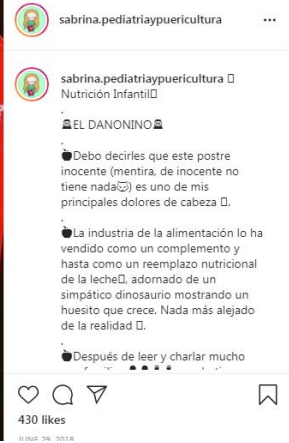 sabrina.pediatriaypuericultura
sabrina.pediatriaypuericultura
Nutrición Infantil
.
EL DANONINO
.
Debo decirles que este postre
inocente (mentira, de inocente no
tiene nada) es uno de mis
principales dolores de cabeza .
.
La industria de la alimentación lo ha
vendido como un complemento y
hasta como un reemplazo nutricional
de la leche, adornado de un
simpático dinosaurio mostrando un
huesito que crece. Nada más alejado
de la realidad .
.
Después de leer y charlar mucho
430 likes
JUNE 29, 2018